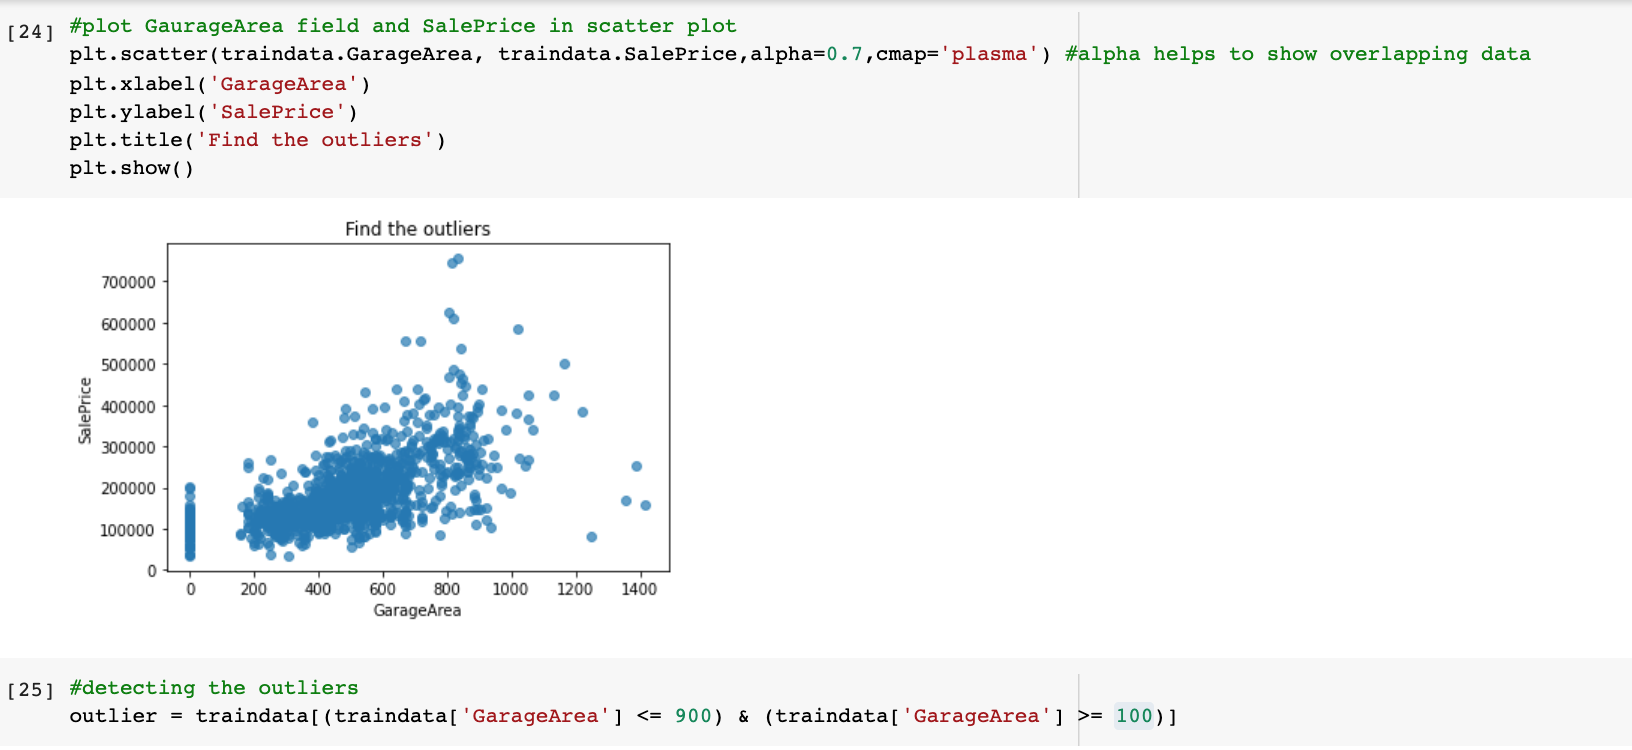 [24] #plot GaurageArea field and SalePrice in scatter plot
plt.scatter(traindata.GarageArea, traindata.SalePrice,alpha=0.7,cmap='plasma') #alpha helps to show overlapping data
plt.xlabel('GarageArea')
plt.ylabel('SalePrice')
plt.title('Find the outliers')
plt.show()
Find the outliers
700000
600000
500000
400000
300000
200000
100000
0
SalePrice
0 200 400 600 800 1000 1200 1400
GarageArea
[25] #detecting the outliers
outlier = traindata[(traindata['GarageArea'] <= 900) & (traindata['GarageArea'] >= 100)]